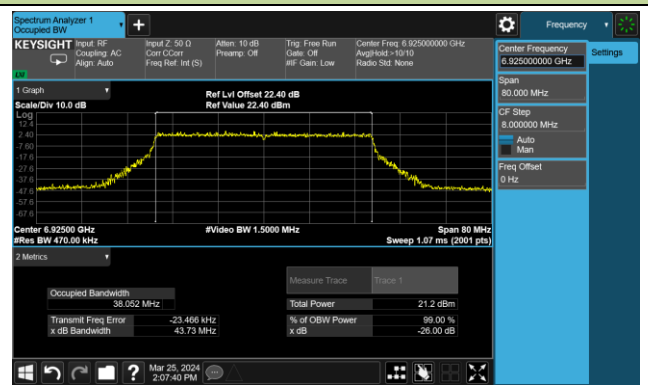 Spectrum Analyzer 1
Occupied BW
Frequency
KEYSIGHT
Input: RF
Coupling: AC
Align: Auto
Input Z: 50 Ω
Corr CCorr
Freq Ref: Int (S)
Atten: 10 dB
Preamp: Off
Trig: Free Run
Gate: Off
#IF Gain: Low
Center Freq: 6.925000000 GHz
Avg|Hold:>10/10
Radio Std: None
LW
Center Frequency
6.925000000 GHz
Settings
Span
80.000 MHz
CF Step
8.000000 MHz
Auto
Man
Freq Offset
0 Hz
1 Graph
Scale/Div 10.0 dB
Ref Lvl Offset 22.40 dB
Ref Value 22.40 dBm
Log
12.4
2.40
-7.60
-17.6
-27.6
-37.6
-47.6
-57.6
-67.6
Center 6.92500 GHz
#Res BW 470.00 kHz
#Video BW 1.5000 MHz
Span 80 MHz
Sweep 1.07 ms (2001 pts)
2 Metrics
Measure Trace
Trace 1
Occupied Bandwidth
38.052 MHz
Total Power
21.2 dBm
Transmit Freq Error
-23.466 kHz
% of OBW Power
99.00 %
x dB Bandwidth
43.73 MHz
x dB
-26.00 dB
Mar 25, 2024
2:07:40 PM